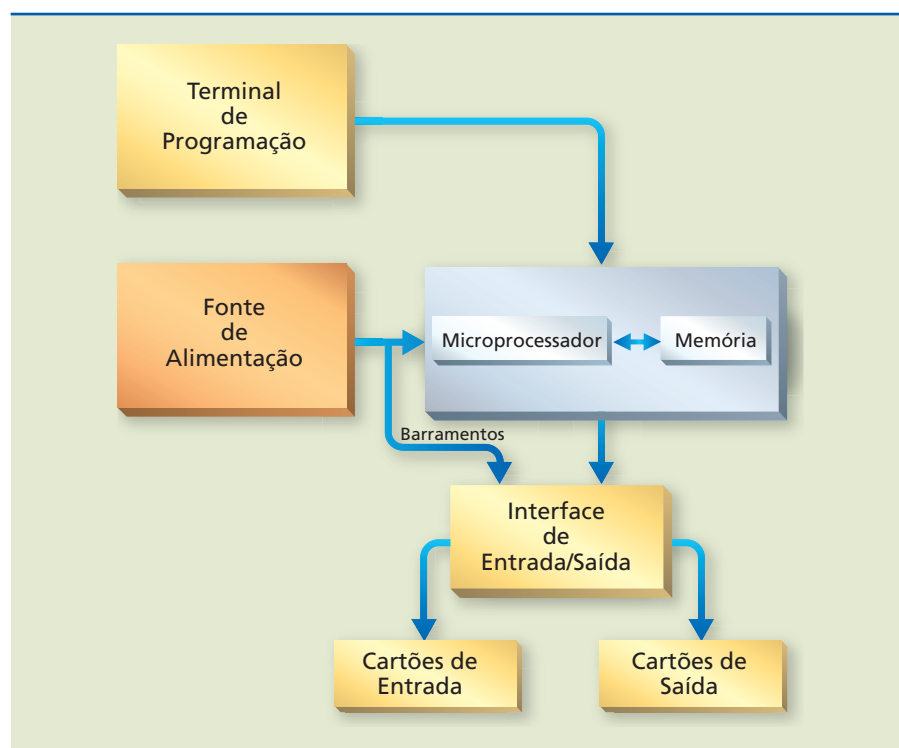 Terminal
de
Programação
Fonte
de
Alimentação
Microprocessador
Memória
Barramentos
Interface
de
Entrada/Saída
Cartões de
Entrada
Cartões de
Saída